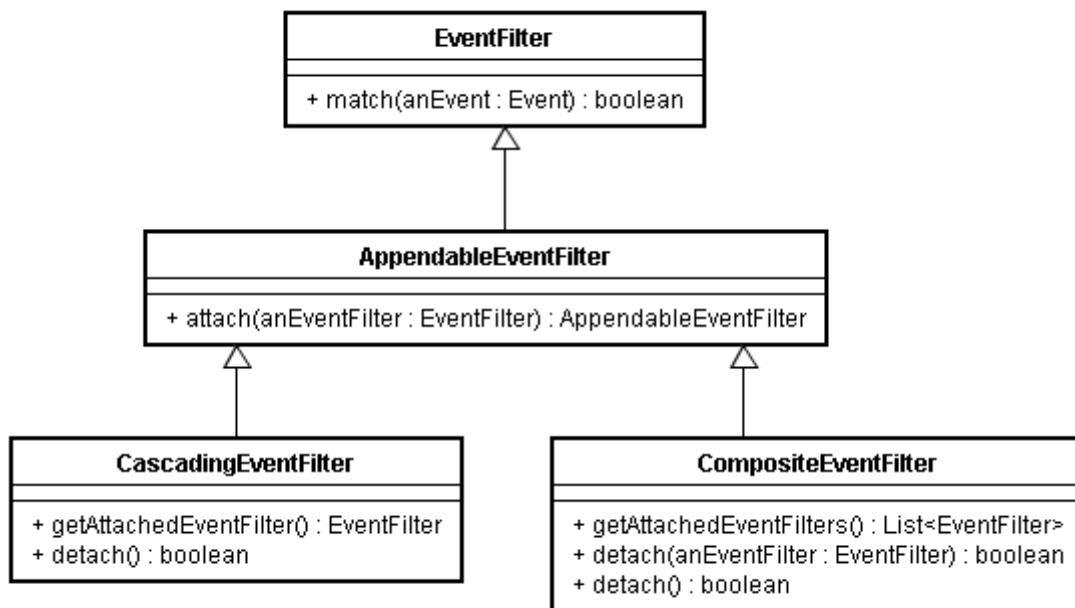 EventFilter
+ match(anEvent : Event) : boolean
AppendableEventFilter
+ attach(anEventFilter : EventFilter) : AppendableEventFilter
CascadingEventFilter
+ getAttachedEventFilter() : EventFilter
+ detach() : boolean
CompositeEventFilter
+ getAttachedEventFilters() : List<EventFilter>
+ detach(anEventFilter : EventFilter) : boolean
+ detach() : boolean